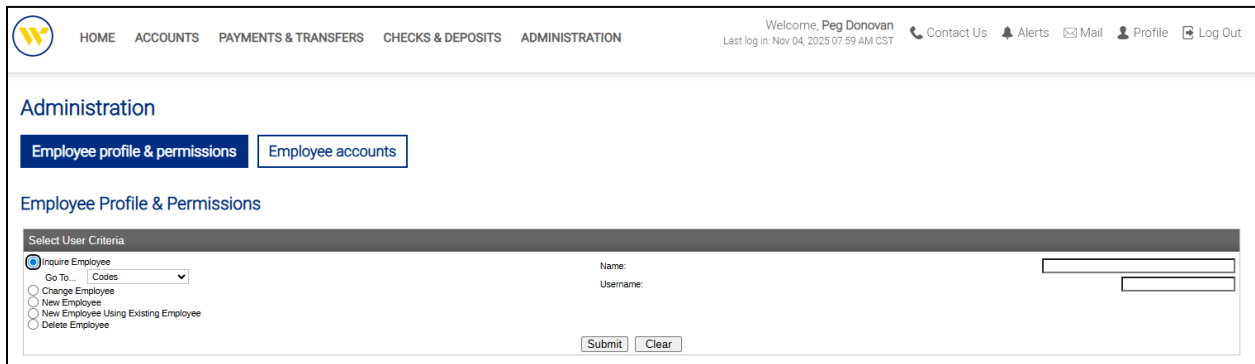 W
HOME ACCOUNTS PAYMENTS & TRANSFERS CHECKS & DEPOSITS ADMINISTRATION
Welcome, Peg Donovan
Last log in: Nov 04, 2025 07:59 AM CST
Contact Us Alerts Mail Profile Log Out
Administration
Employee profile & permissions Employee accounts
Employee Profile & Permissions
Select User Criteria
Inquire Employee
Go To... Codes
Change Employee
New Employee
New Employee Using Existing Employee
Delete Employee
Name:
Username:
Submit Clear